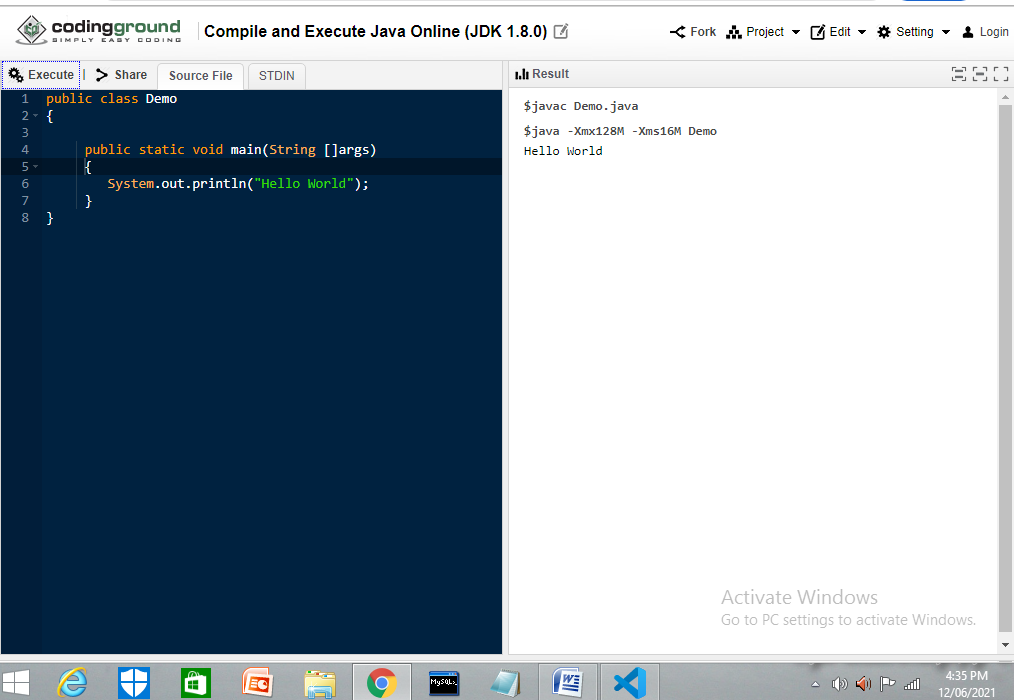 codingground
SIMPLY EASY CODING
Compile and Execute Java Online (JDK 1.8.0)
Fork Project Edit Setting Login
Execute | Share Source File STDIN
Result
1 public class Demo
2 {
3
4 public static void main(String []args)
5 {
6 System.out.println("Hello World");
7 }
8 }
$javac Demo.java
$java -Xmx128M -Xms16M Demo
Hello World
Activate Windows
Go to PC settings to activate Windows.
MySQL
4:35 PM
12/06/2021